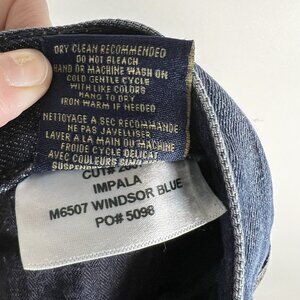 DRY CLEAN RECOMMENDED
DO NOT BLEACH
HAND OR MACHINE WASH ON
COLD GENTLE CYCLE
WITH LIKE COLORS
HANG TO DRY
IRON WARM IF NEEDED
NETTOYAGE A SEC RECOMMANDE
NE PAS JAVELLISER
LAVER A LA MAIN OU MACHINE
FROIDE CYCLE DELICAT
AVEC COULEURS
CUT#
IMPALA
M6507 WINDSOR BLUE
PO# 5098